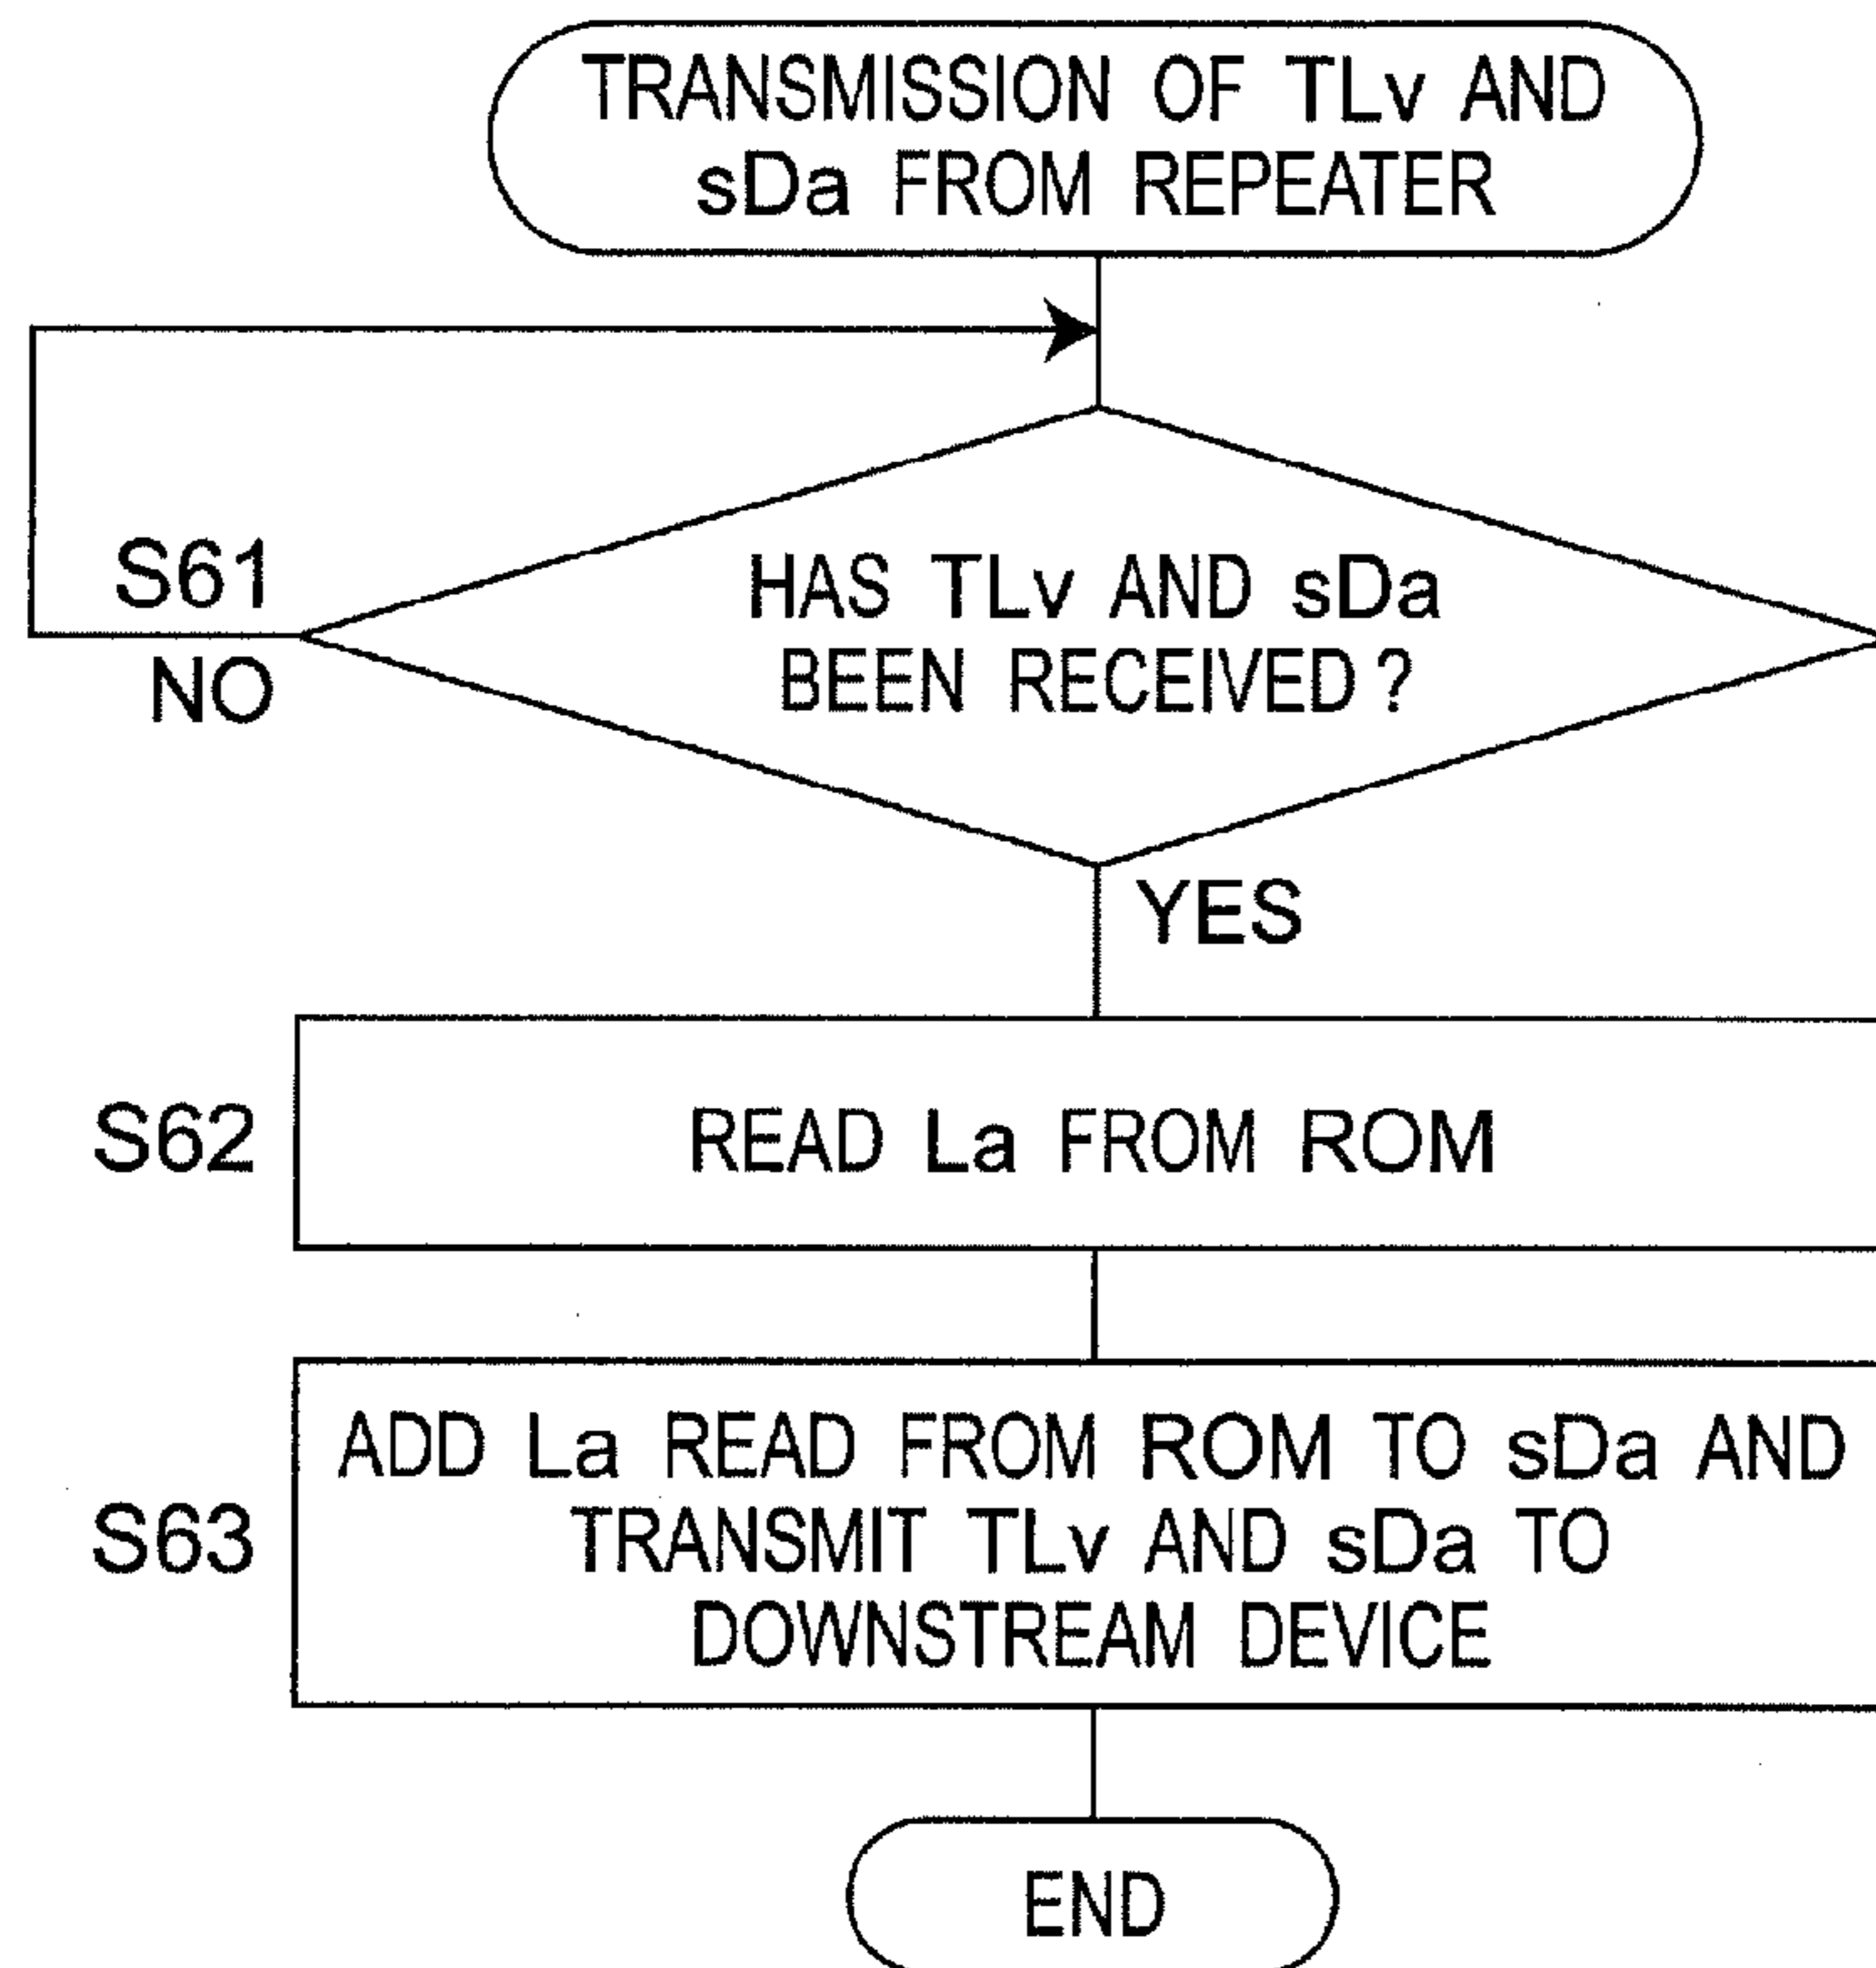 TRANSMISSION OF TLv AND
sDa FROM REPEATER
S61
NO
HAS TLv AND sDa
BEEN RECEIVED?
YES
S62
READ La FROM ROM
S63
ADD La READ FROM ROM TO sDa AND
TRANSMIT TLv AND sDa TO
DOWNSTREAM DEVICE
END